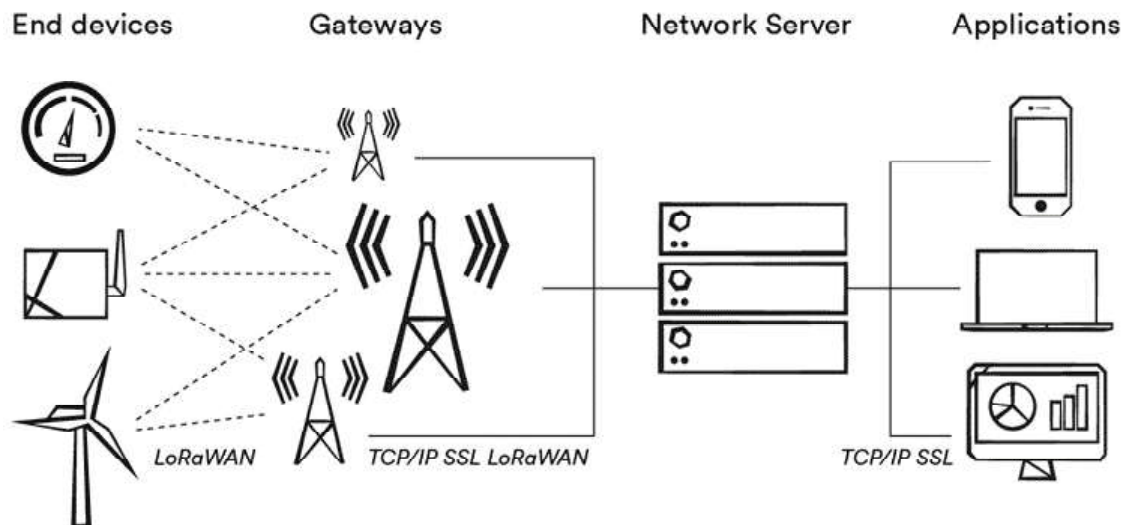 End devices
Gateways
Network Server
Applications
LoRaWAN
TCP/IP SSL LoRaWAN
TCP/IP SSL